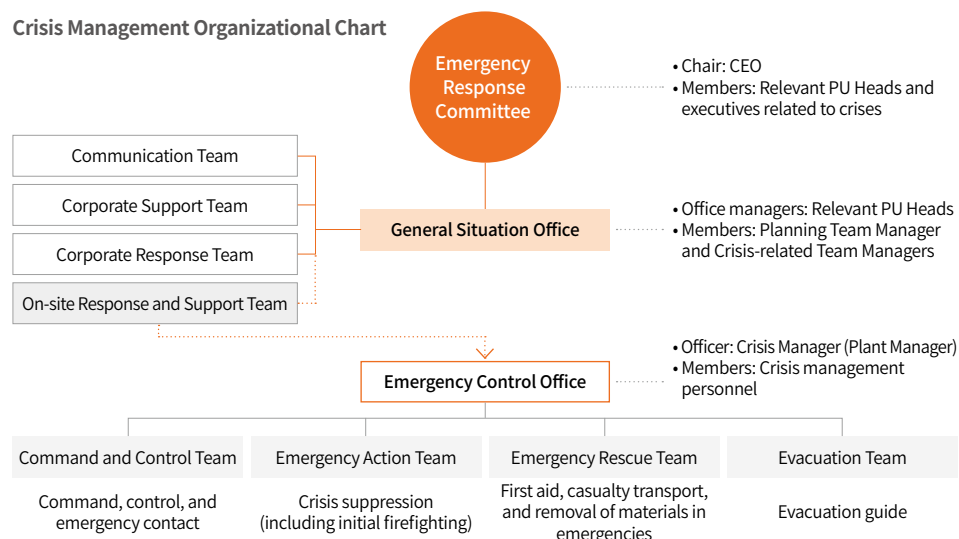 Crisis Management Organizational Chart
Emergency
Response
Committee
• Chair: CEO
• Members: Relevant PU Heads and
executives related to crises
Communication Team
Corporate Support Team
Corporate Response Team
On-site Response and Support Team
General Situation Office
• Office managers: Relevant PU Heads
• Members: Planning Team Manager
and Crisis-related Team Managers
Emergency Control Office
• Officer: Crisis Manager (Plant Manager)
• Members: Crisis management
personnel
Command and Control Team
Command, control, and
emergency contact
Emergency Action Team
Crisis suppression
(including initial firefighting)
Emergency Rescue Team
First aid, casualty transport,
and removal of materials in
emergencies
Evacuation Team
Evacuation guide